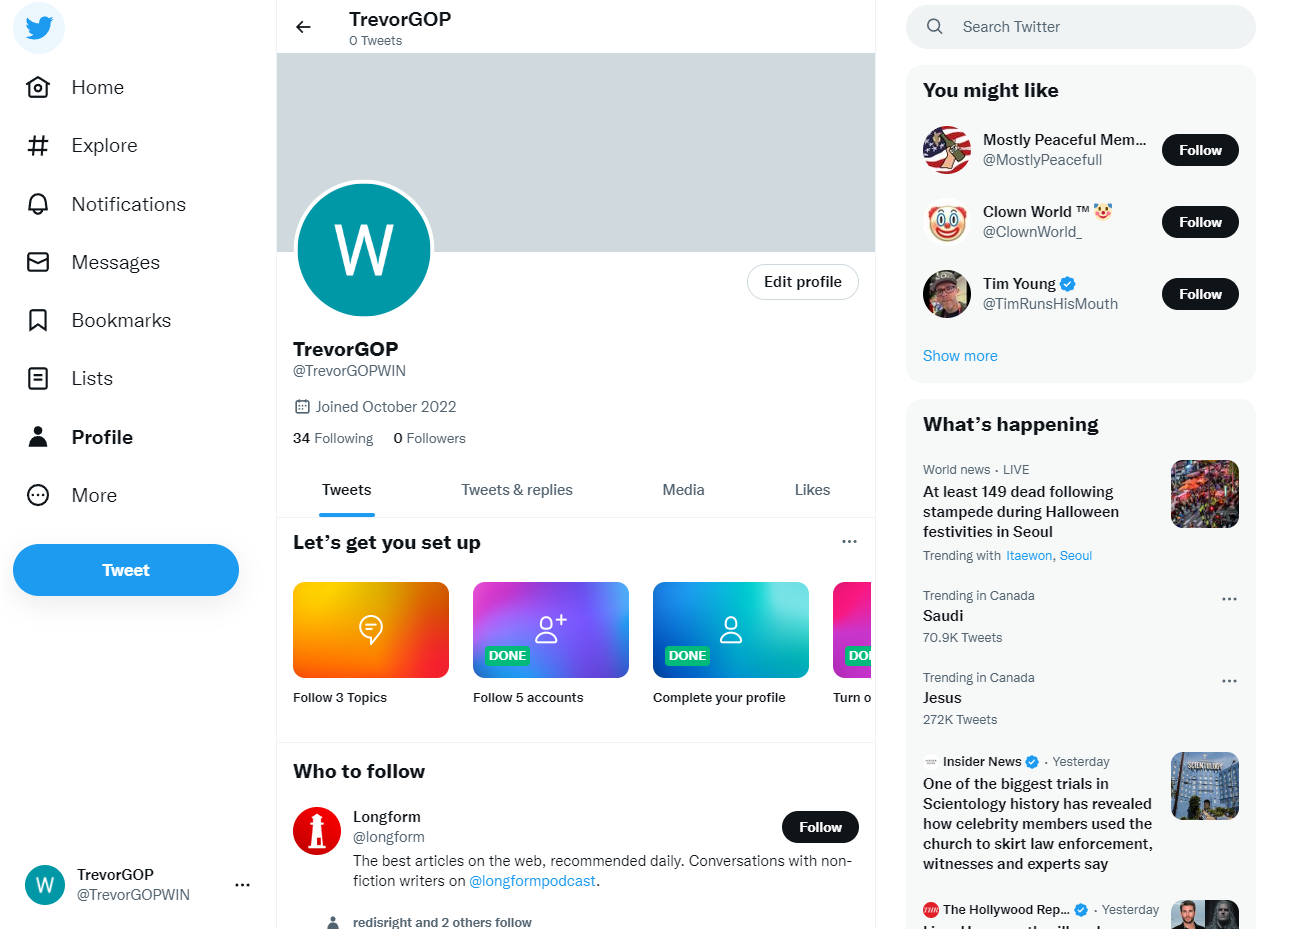 Home
Explore
Notifications
Messages
Bookmarks
Lists
Profile
More
Tweet
W
TrevorGOP
@TrevorGOPWIN
TrevorGOP
0 Tweets
W
Edit profile
TrevorGOP
@TrevorGOPWIN
Joined October 2022
34 Following 0 Followers
Tweets Tweets & replies Media Likes
Let’s get you set up
DONE DONE
Follow 3 Topics Follow 5 accounts Complete your profile Turn
Who to follow
Longform
@longform
Follow
The best articles on the web, recommended daily. Conversations with non-
fiction writers on @longformpodcast.
redisright and 2 others follow
Search Twitter
You might like
Mostly Peaceful Mem...
@MostlyPeacefull
Follow
Clown World ™ 🤡
@ClownWorld_
Follow
Tim Young
@TimRunsHisMouth
Follow
Show more
What’s happening
World news · LIVE
At least 149 dead following
stampede during Halloween
festivities in Seoul
Trending with Itaewon, Seoul
Trending in Canada
Saudi
70.9K Tweets
Trending in Canada
Jesus
272K Tweets
Insider News · Yesterday
One of the biggest trials in
Scientology history has revealed
how celebrity members used the
church to skirt law enforcement,
witnesses and experts say
SCIENTOLOGY
THR
The Hollywood Rep... · Yesterday